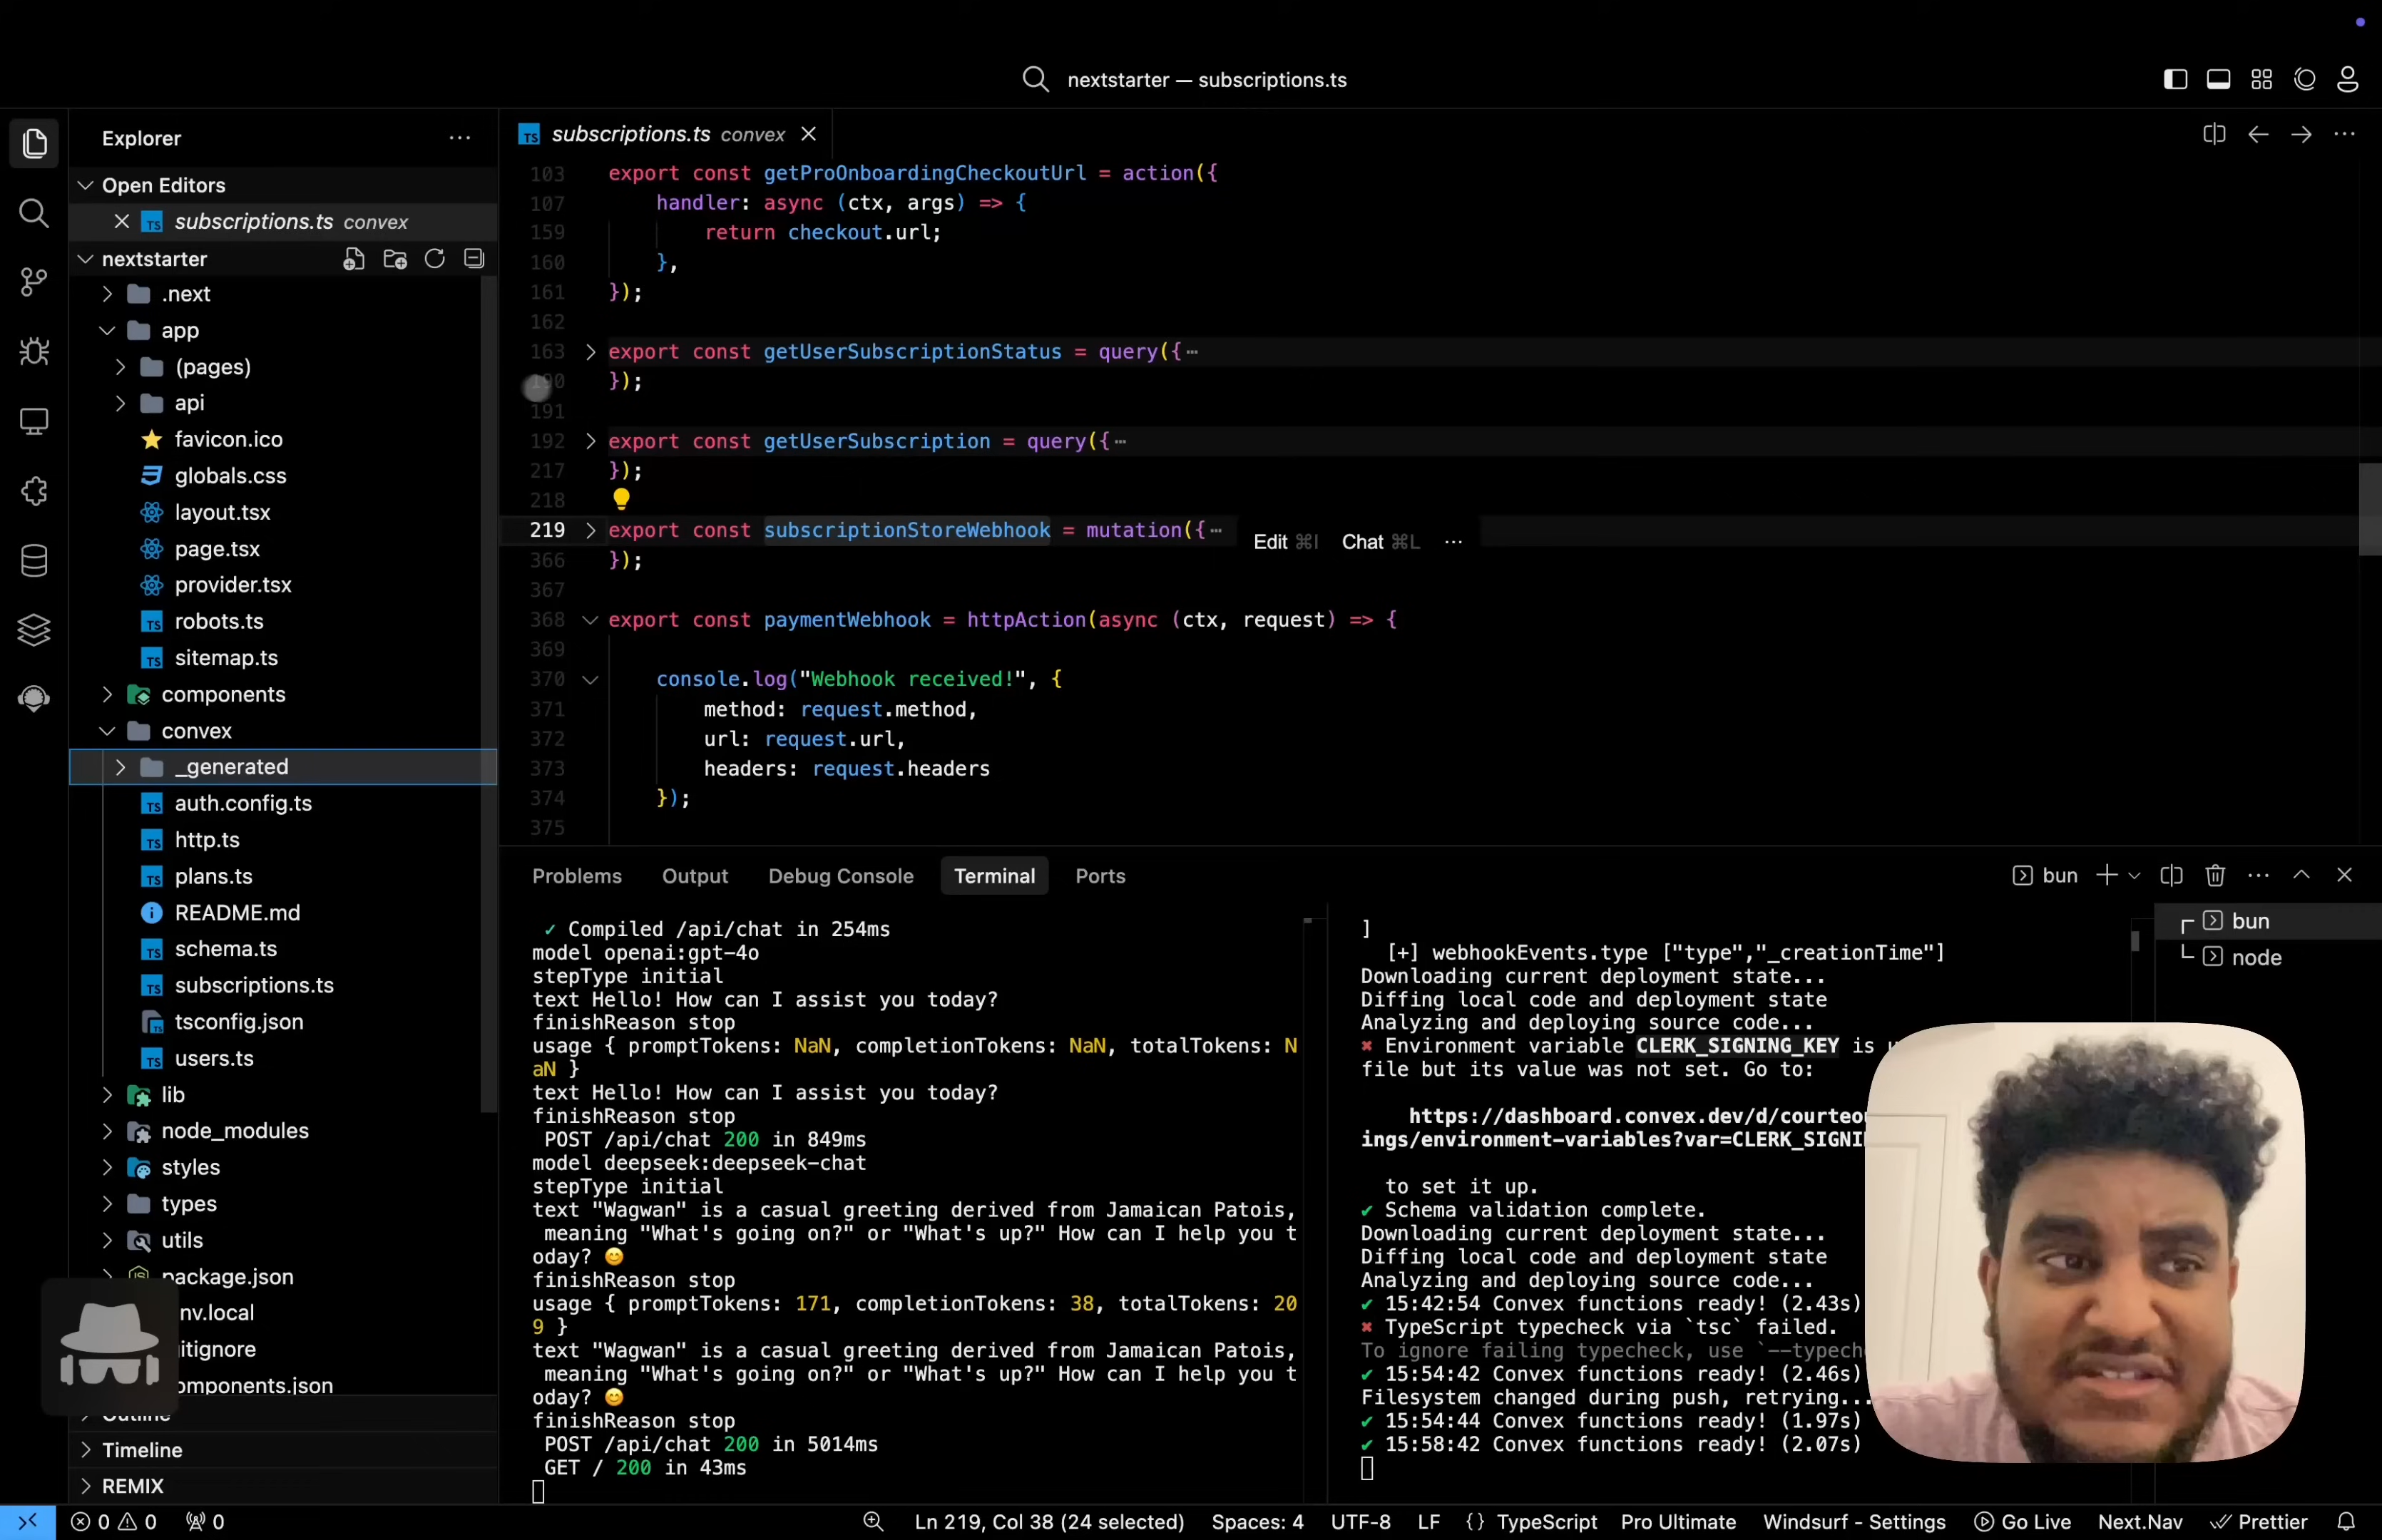 nextstarter — subscriptions.ts
Explorer
Open Editors
subscriptions.ts convex
nextstarter
.next
app
(pages)
api
favicon.ico
globals.css
layout.tsx
page.tsx
provider.tsx
robots.ts
sitemap.ts
components
convex
_generated
auth.config.ts
http.ts
plans.ts
README.md
schema.ts
subscriptions.ts
tsconfig.json
users.ts
lib
node_modules
styles
types
utils
package.json
nv.local
itignore
omponents.json
Outline
Timeline
REMIX
subscriptions.ts convex
103 export const getProOnboardingCheckoutUrl = action({
107 handler: async (ctx, args) => {
159 return checkout.url;
160 },
161 });
162
163 export const getUserSubscriptionStatus = query({ ⋯
190 });
191
192 export const getUserSubscription = query({ ⋯
217 });
218
219 export const subscriptionStoreWebhook = mutation({ ⋯ Edit ⌘I Chat ⌘L ⋯
366 });
367
368 export const paymentWebhook = httpAction(async (ctx, request) => {
369
370 console.log("Webhook received!", {
371 method: request.method,
372 url: request.url,
373 headers: request.headers
374 });
375
Problems Output Debug Console Terminal Ports
bun
✓ Compiled /api/chat in 254ms
model openai:gpt-4o
stepType initial
text Hello! How can I assist you today?
finishReason stop
usage { promptTokens: NaN, completionTokens: NaN, totalTokens: N
aN }
text Hello! How can I assist you today?
finishReason stop
POST /api/chat 200 in 849ms
model deepseek:deepseek-chat
stepType initial
text "Wagwan" is a casual greeting derived from Jamaican Patois,
meaning "What's going on?" or "What's up?" How can I help you t
oday? 😊
finishReason stop
usage { promptTokens: 171, completionTokens: 38, totalTokens: 20
9 }
text "Wagwan" is a casual greeting derived from Jamaican Patois,
meaning "What's going on?" or "What's up?" How can I help you t
oday? 😊
finishReason stop
POST /api/chat 200 in 5014ms
GET / 200 in 43ms
]
[+] webhookEvents.type ["type","_creationTime"]
Downloading current deployment state...
Diffing local code and deployment state
Analyzing and deploying source code...
✖ Environment variable CLERK_SIGNING_KEY is
file but its value was not set. Go to:
https://dashboard.convex.dev/d/courteo
ings/environment-variables?var=CLERK_SIGNI
to set it up.
✔ Schema validation complete.
Downloading current deployment state...
Diffing local code and deployment state
Analyzing and deploying source code...
✔ 15:42:54 Convex functions ready! (2.43s)
✖ TypeScript typecheck via `tsc` failed.
To ignore failing typecheck, use `--typech
✔ 15:54:42 Convex functions ready! (2.46s)
Filesystem changed during push, retrying...
✔ 15:54:44 Convex functions ready! (1.97s)
✔ 15:58:42 Convex functions ready! (2.07s)
bun
node
0 0 0
Ln 219, Col 38 (24 selected) Spaces: 4 UTF-8 LF {} TypeScript Pro Ultimate Windsurf - Settings Go Live Next.Nav Prettier